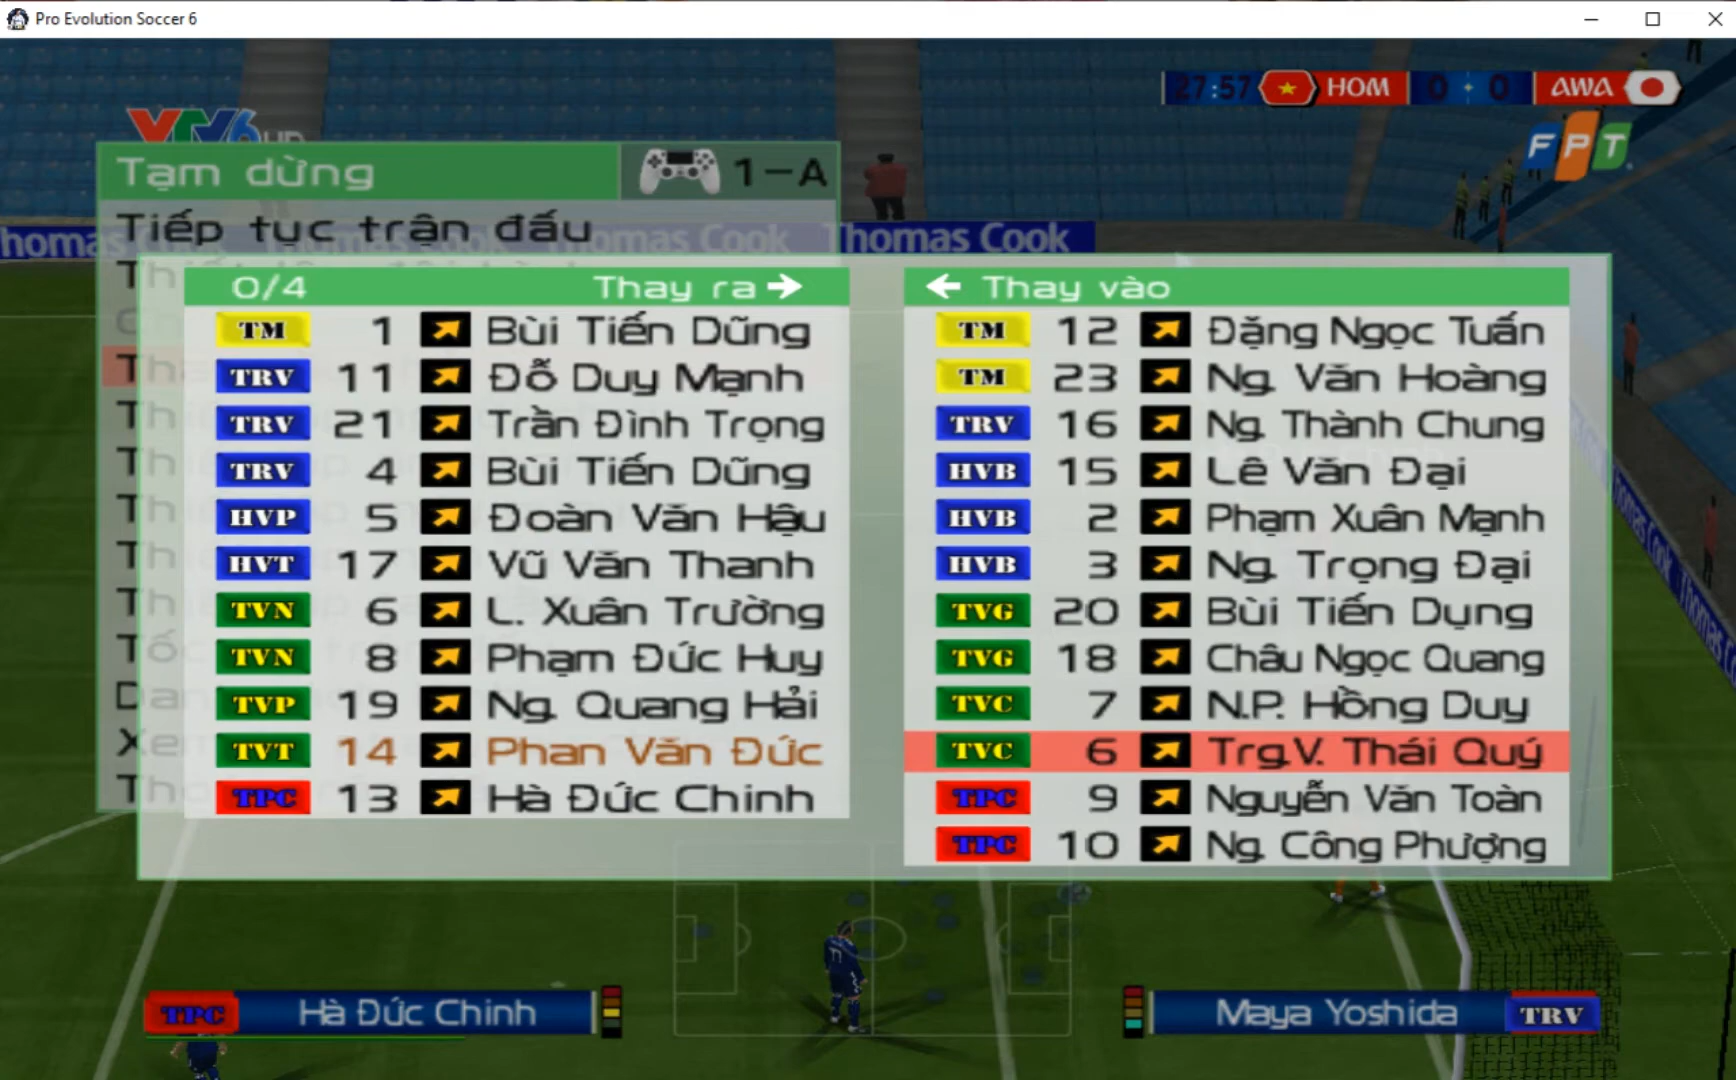 Pro Evolution Soccer 6
27:57 HOM 0 - 0 AWA
VTV6 HD
FPT
Tạm dừng 1-A
Tiếp tục trận đấu
Thomas Cook
0/4 Thay ra
TM 1 Bùi Tiến Dũng
TRV 11 Đỗ Duy Mạnh
TRV 21 Trần Đình Trọng
TRV 4 Bùi Tiến Dũng
HVP 5 Đoàn Văn Hậu
HVT 17 Vũ Văn Thanh
TVN 6 L. Xuân Trường
TVN 8 Phạm Đức Huy
TVP 19 Ng. Quang Hải
TVT 14 Phan Văn Đức
TPC 13 Hà Đức Chinh
Thay vào
TM 12 Đặng Ngọc Tuấn
TM 23 Ng. Văn Hoàng
TRV 16 Ng. Thành Chung
HVB 15 Lê Văn Đại
HVB 2 Phạm Xuân Mạnh
HVB 3 Ng. Trọng Đại
TVG 20 Bùi Tiến Dụng
TVG 18 Châu Ngọc Quang
TVC 7 N.P. Hồng Duy
TVC 6 Trg.V. Thái Quý
TPC 9 Nguyễn Văn Toàn
TPC 10 Ng. Công Phượng
TPC Hà Đức Chinh
Maya Yoshida TRV